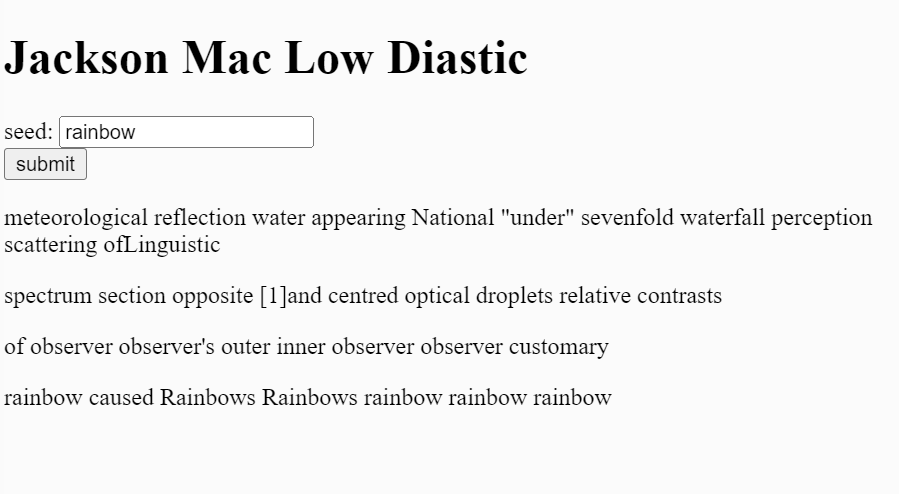 Jackson Mac Low Diastic
seed: rainbow
submit
meteorological reflection water appearing National "under" sevenfold waterfall perception
scattering ofLinguistic
spectrum section opposite [1]and centred optical droplets relative contrasts
of observer observer's outer inner observer observer customary
rainbow caused Rainbows Rainbows rainbow rainbow rainbow